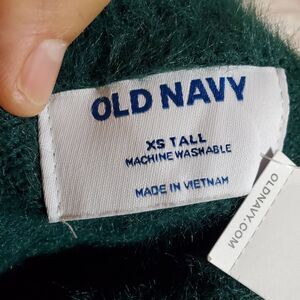 OLD NAVY
XS TALL
MACHINE WASHABLE
MADE IN VIETNAM
OLDNAVY.COM